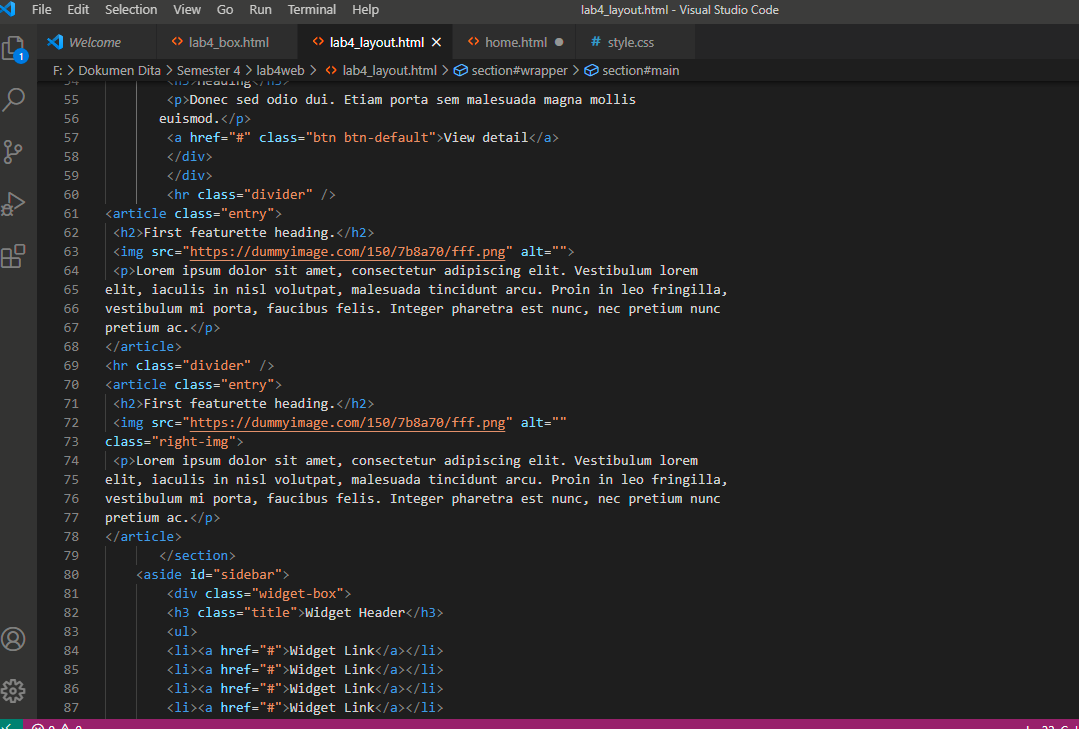 File Edit Selection View Go Run Terminal Help lab4_layout.html - Visual Studio Code
Welcome lab4_box.html lab4_layout.html home.html # style.css
1
F: > Dokumen Dita > Semester 4 > lab4web > lab4_layout.html > section#wrapper > section#main
54 <h3>Heading</h3>
55 <p>Donec sed odio dui. Etiam porta sem malesuada magna mollis
56 euismod.</p>
57 <a href="#" class="btn btn-default">View detail</a>
58 </div>
59 </div>
60 <hr class="divider" />
61 <article class="entry">
62 <h2>First featurette heading.</h2>
63 <img src="https://dummyimage.com/150/7b8a70/fff.png" alt="">
64 <p>Lorem ipsum dolor sit amet, consectetur adipiscing elit. Vestibulum lorem
65 elit, iaculis in nisl volutpat, malesuada tincidunt arcu. Proin in leo fringilla,
66 vestibulum mi porta, faucibus felis. Integer pharetra est nunc, nec pretium nunc
67 pretium ac.</p>
68 </article>
69 <hr class="divider" />
70 <article class="entry">
71 <h2>First featurette heading.</h2>
72 <img src="https://dummyimage.com/150/7b8a70/fff.png" alt=""
73 class="right-img">
74 <p>Lorem ipsum dolor sit amet, consectetur adipiscing elit. Vestibulum lorem
75 elit, iaculis in nisl volutpat, malesuada tincidunt arcu. Proin in leo fringilla,
76 vestibulum mi porta, faucibus felis. Integer pharetra est nunc, nec pretium nunc
77 pretium ac.</p>
78 </article>
79 </section>
80 <aside id="sidebar">
81 <div class="widget-box">
82 <h3 class="title">Widget Header</h3>
83 <ul>
84 <li><a href="#">Widget Link</a></li>
85 <li><a href="#">Widget Link</a></li>
86 <li><a href="#">Widget Link</a></li>
87 <li><a href="#">Widget Link</a></li>